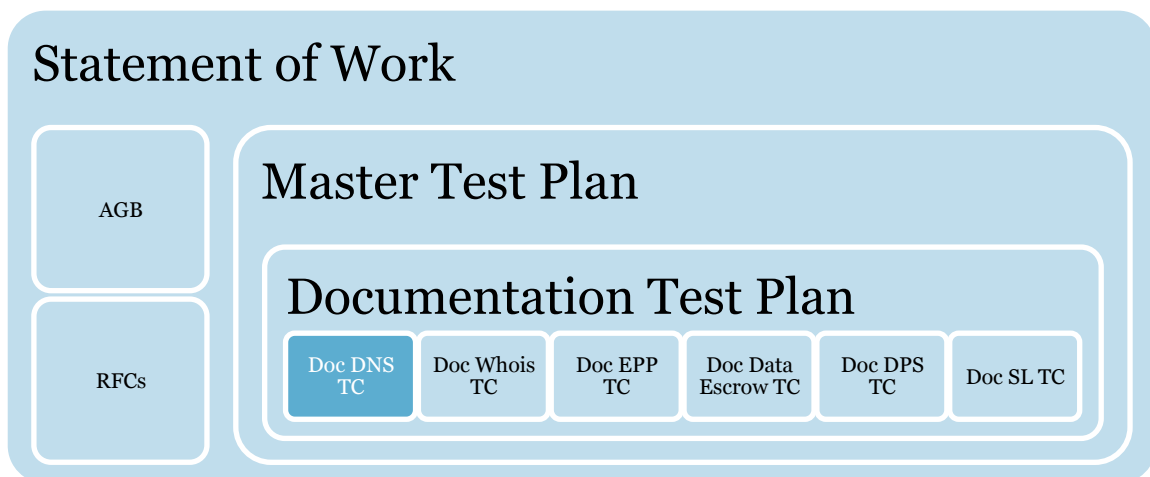 Statement of Work
AGB
RFCs
Master Test Plan
Documentation Test Plan
Doc DNS
TC
Doc Whois
TC
Doc EPP
TC
Doc Data
Escrow TC
Doc DPS
TC
Doc SL TC